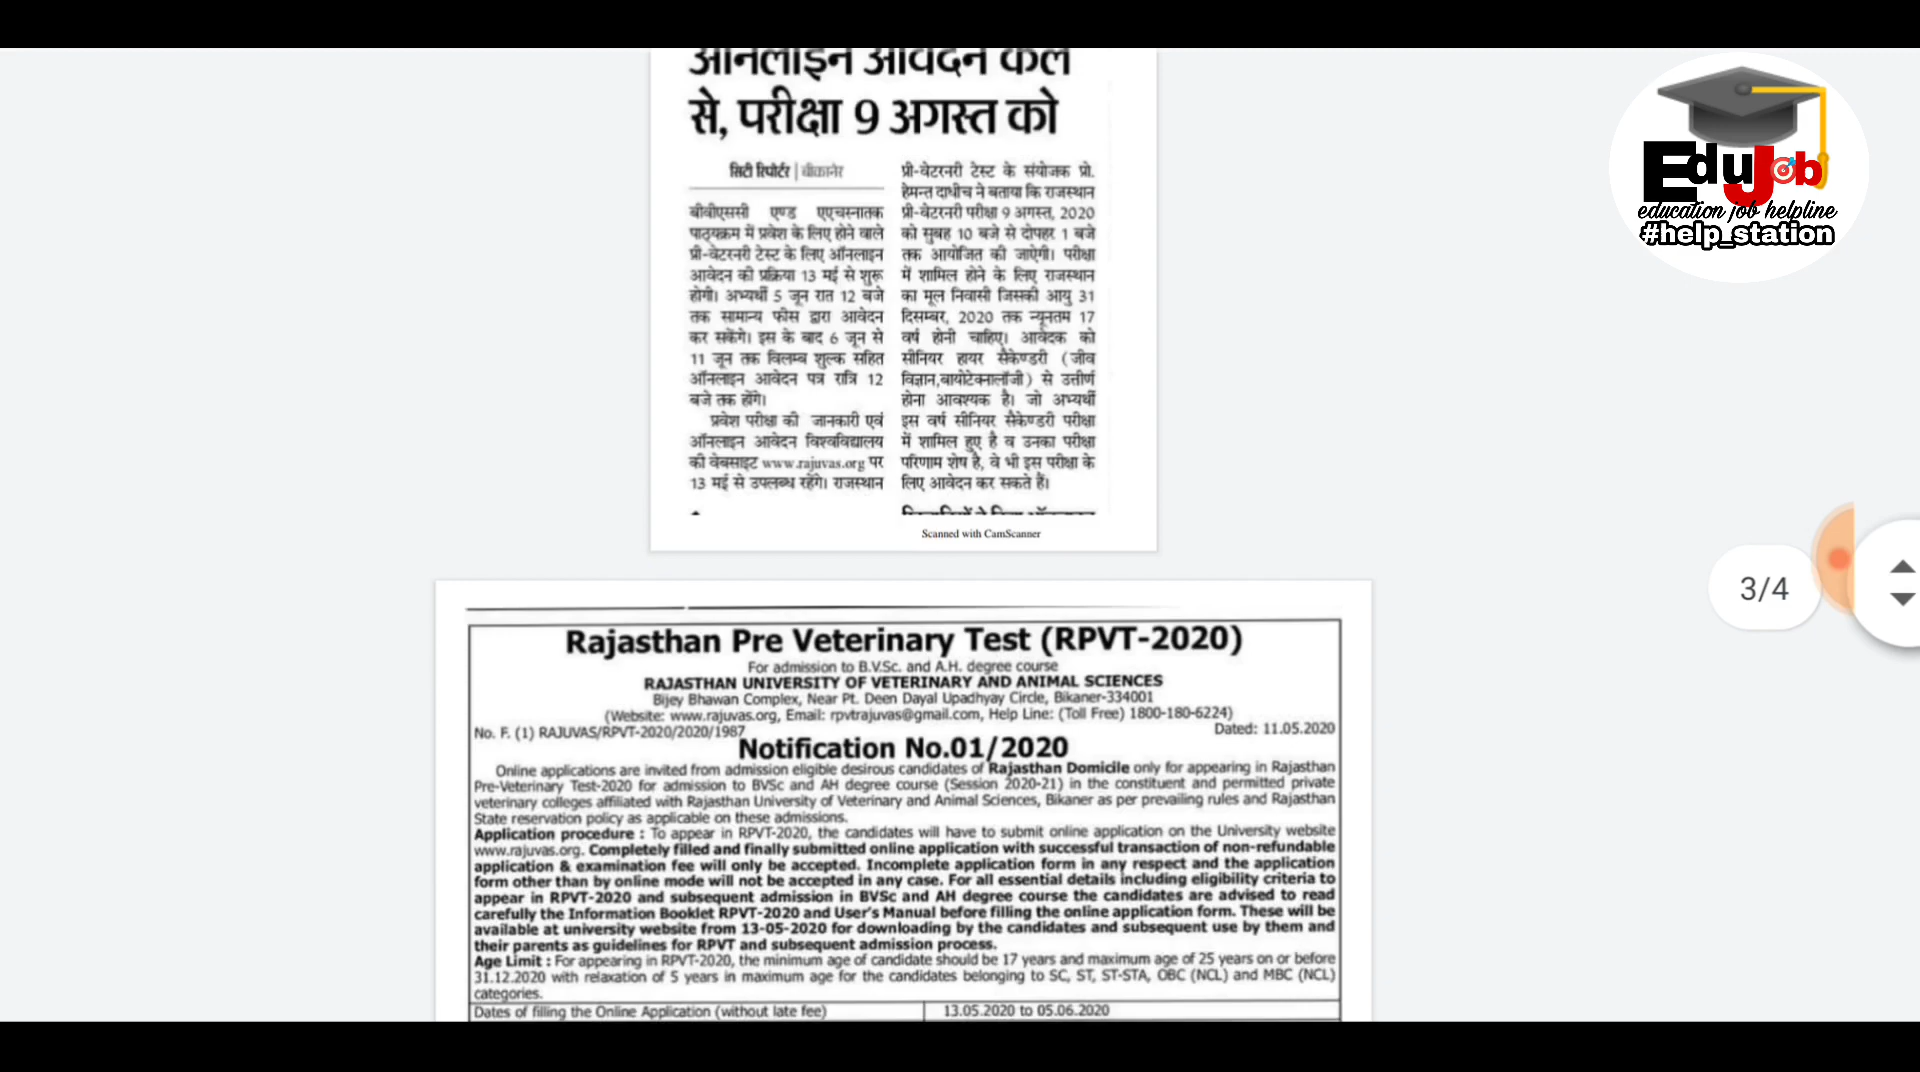 ऑनलाइन आवेदन कल
से, परीक्षा 9 अगस्त को
सिटी रिपोर्टर | बीकानेर
बीवीएससी एण्ड एएचस्नातक
पाठ्यक्रम में प्रवेश के लिए होने वाले
प्री-वेटरनरी टेस्ट के लिए ऑनलाइन
आवेदन की प्रक्रिया 13 मई से शुरू
होगी। अभ्यर्थी 5 जून रात 12 बजे
तक सामान्य फीस द्वारा आवेदन
कर सकेंगे। इस के बाद 6 जून से
11 जून तक विलम्ब शुल्क सहित
ऑनलाइन आवेदन पत्र रात्रि 12
बजे तक होंगे।
प्रवेश परीक्षा की जानकारी एवं
ऑनलाइन आवेदन विश्वविद्यालय
की वेबसाइट www.rajuvas.org पर
13 मई से उपलब्ध रहेंगे। राजस्थान
प्री-वेटरनरी टेस्ट के संयोजक प्रो.
हेमन्त दाधीच ने बताया कि राजस्थान
प्री-वेटरनरी परीक्षा 9 अगस्त, 2020
को सुबह 10 बजे से दोपहर 1 बजे
तक आयोजित की जाएगी। परीक्षा
में शामिल होने के लिए राजस्थान
का मूल निवासी जिसकी आयु 31
दिसम्बर, 2020 तक न्यूनतम 17
वर्ष होनी चाहिए। आवेदक को
सीनियर हायर सैकेण्डरी (जीव
विज्ञान,बायोटेक्नालॉजी) से उत्तीर्ण
होना आवश्यक है। जो अभ्यर्थी
इस वर्ष सीनियर सैकेण्डरी परीक्षा
में शामिल हुए है व उनका परीक्षा
परिणाम शेष है, वे भी इस परीक्षा के
लिए आवेदन कर सकते हैं।
Scanned with CamScanner
EduJob
education job helpline
#help_station
3/4
Rajasthan Pre Veterinary Test (RPVT-2020)
For admission to B.V.Sc. and A.H. degree course
RAJASTHAN UNIVERSITY OF VETERINARY AND ANIMAL SCIENCES
Bijey Bhawan Complex, Near Pt. Deen Dayal Upadhyay Circle, Bikaner-334001
(Website: www.rajuvas.org, Email: rpvtrajuvas@gmail.com, Help Line: (Toll Free) 1800-180-6224)
No. F. (1) RAJUVAS/RPVT-2020/2020/1987 Dated: 11.05.2020
Notification No.01/2020
Online applications are invited from admission eligible desirous candidates of Rajasthan Domicile only for appearing in Rajasthan
Pre-Veterinary Test-2020 for admission to BVSc and AH degree course (Session 2020-21) in the constituent and permitted private
veterinary colleges affiliated with Rajasthan University of Veterinary and Animal Sciences, Bikaner as per prevailing rules and Rajasthan
State reservation policy as applicable on these admissions.
Application procedure : To appear in RPVT-2020, the candidates will have to submit online application on the University website
www.rajuvas.org. Completely filled and finally submitted online application with successful transaction of non-refundable
application & examination fee will only be accepted. Incomplete application form in any respect and the application
form other than by online mode will not be accepted in any case. For all essential details including eligibility criteria to
appear in RPVT-2020 and subsequent admission in BVSc and AH degree course the candidates are advised to read
carefully the Information Booklet RPVT-2020 and User's Manual before filling the online application form. These will be
available at university website from 13-05-2020 for downloading by the candidates and subsequent use by them and
their parents as guidelines for RPVT and subsequent admission process.
Age Limit : For appearing in RPVT-2020, the minimum age of candidate should be 17 years and maximum age of 25 years on or before
31.12.2020 with relaxation of 5 years in maximum age for the candidates belonging to SC, ST, ST-STA, OBC (NCL) and MBC (NCL)
categories.
Dates of filling the Online Application (without late fee) 13.05.2020 to 05.06.2020